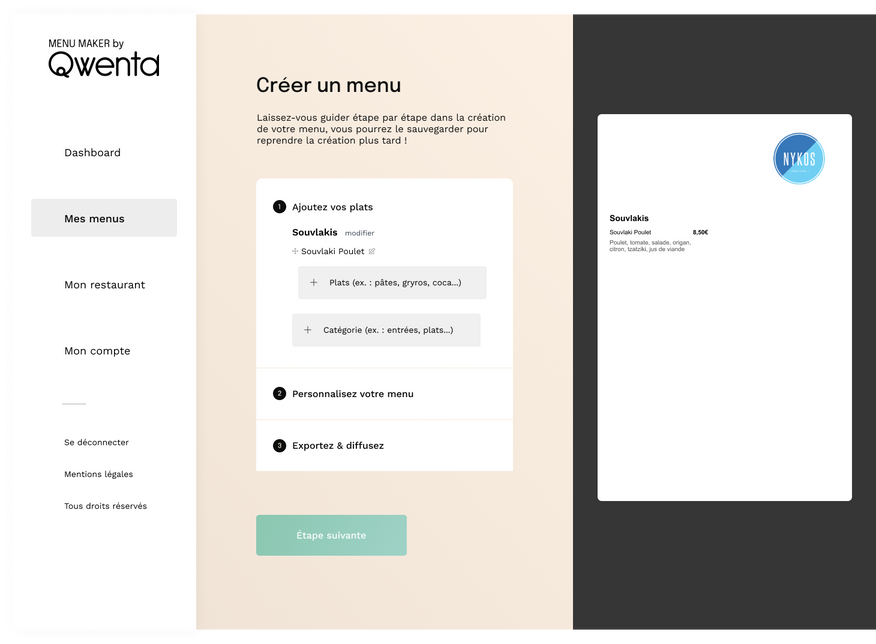 MENU MAKER by
Qwenta
Dashboard
Mes menus
Mon restaurant
Mon compte
Se déconnecter
Mentions légales
Tous droits réservés
Créer un menu
Laissez-vous guider étape par étape dans la création
de votre menu, vous pourrez le sauvegarder pour
reprendre la création plus tard !
1 Ajoutez vos plats
Souvlakis modifier
Souvlaki Poulet
+ Plats (ex. : pâtes, gryros, coca...)
+ Catégorie (ex. : entrées, plats...)
2 Personnalisez votre menu
3 Exportez & diffusez
Étape suivante
NYKOS
Souvlakis
Souvlaki Poulet 8,50€
Poulet, tomate, salade, origan,
citron, tzatziki, jus de viande